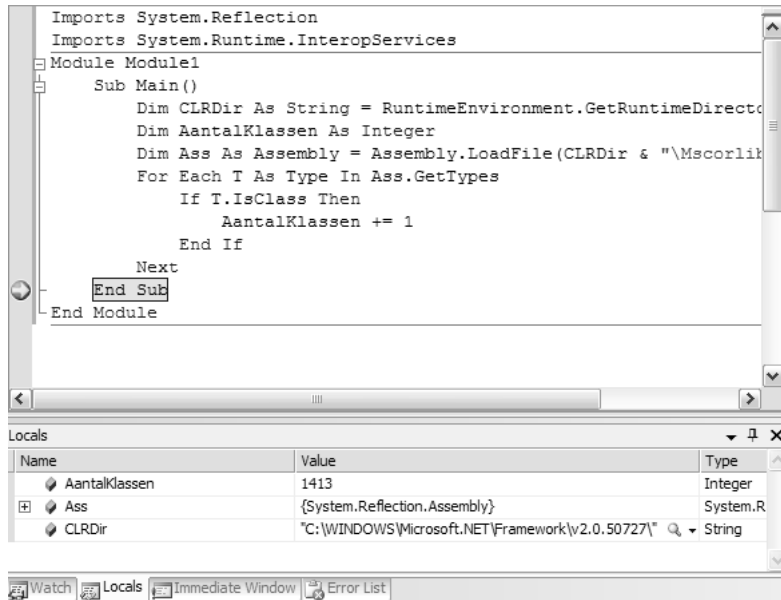 Imports System.Reflection
Imports System.Runtime.InteropServices
Module Module1
Sub Main()
Dim CLRDir As String = RuntimeEnvironment.GetRuntimeDirecto
Dim AantalKlassen As Integer
Dim Ass As Assembly = Assembly.LoadFile(CLRDir & "\Mscorlib
For Each T As Type In Ass.GetTypes
If T.IsClass Then
AantalKlassen += 1
End If
Next
End Sub
End Module
Locals
Name Value Type
AantalKlassen 1413 Integer
Ass {System.Reflection.Assembly} System.R
CLRDir "C:\WINDOWS\Microsoft.NET\Framework\v2.0.50727\" String
Watch Locals Immediate Window Error List